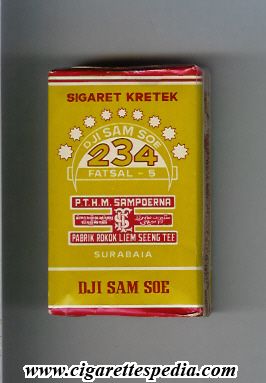 SIGARET KRETEK
DJI SAM SOE
234
FATSAL - 5
P.T.H.M. SAMPOERNA
PABRIK ROKOK LIEM SEENG TEE
SURABAIA
DJI SAM SOE
www.cigarettespedia.com